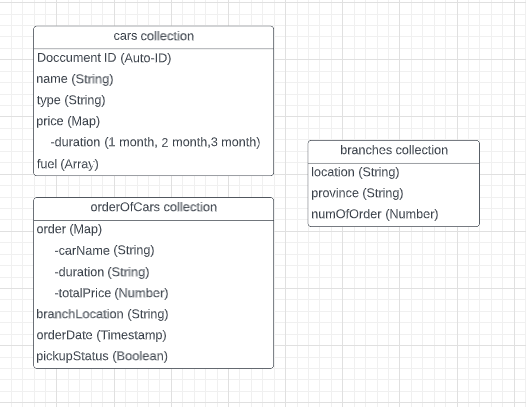 cars collection
Doccument ID (Auto-ID)
name (String)
type (String)
price (Map)
-duration (1 month, 2 month,3 month)
fuel (Array)
orderOfCars collection
order (Map)
-carName (String)
-duration (String)
-totalPrice (Number)
branchLocation (String)
orderDate (Timestamp)
pickupStatus (Boolean)
branches collection
location (String)
province (String)
numOfOrder (Number)